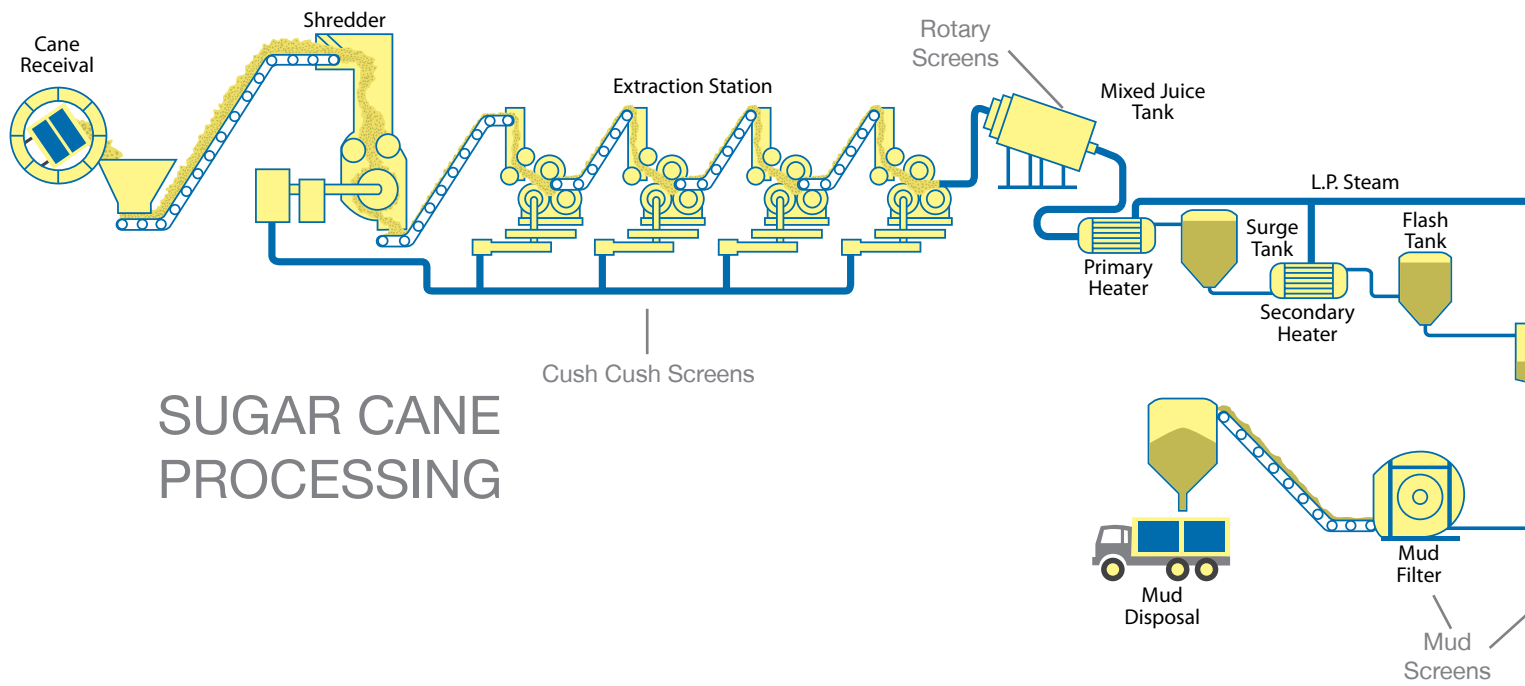 Shredder
Cane
Receival
Extraction Station
Rotary
Screens
Mixed Juice
Tank
L.P. Steam
Surge
Tank
Flash
Tank
Primary
Heater
Secondary
Heater
Cush Cush Screens
SUGAR CANE
PROCESSING
Mud
Filter
Mud
Disposal
Mud
Screens